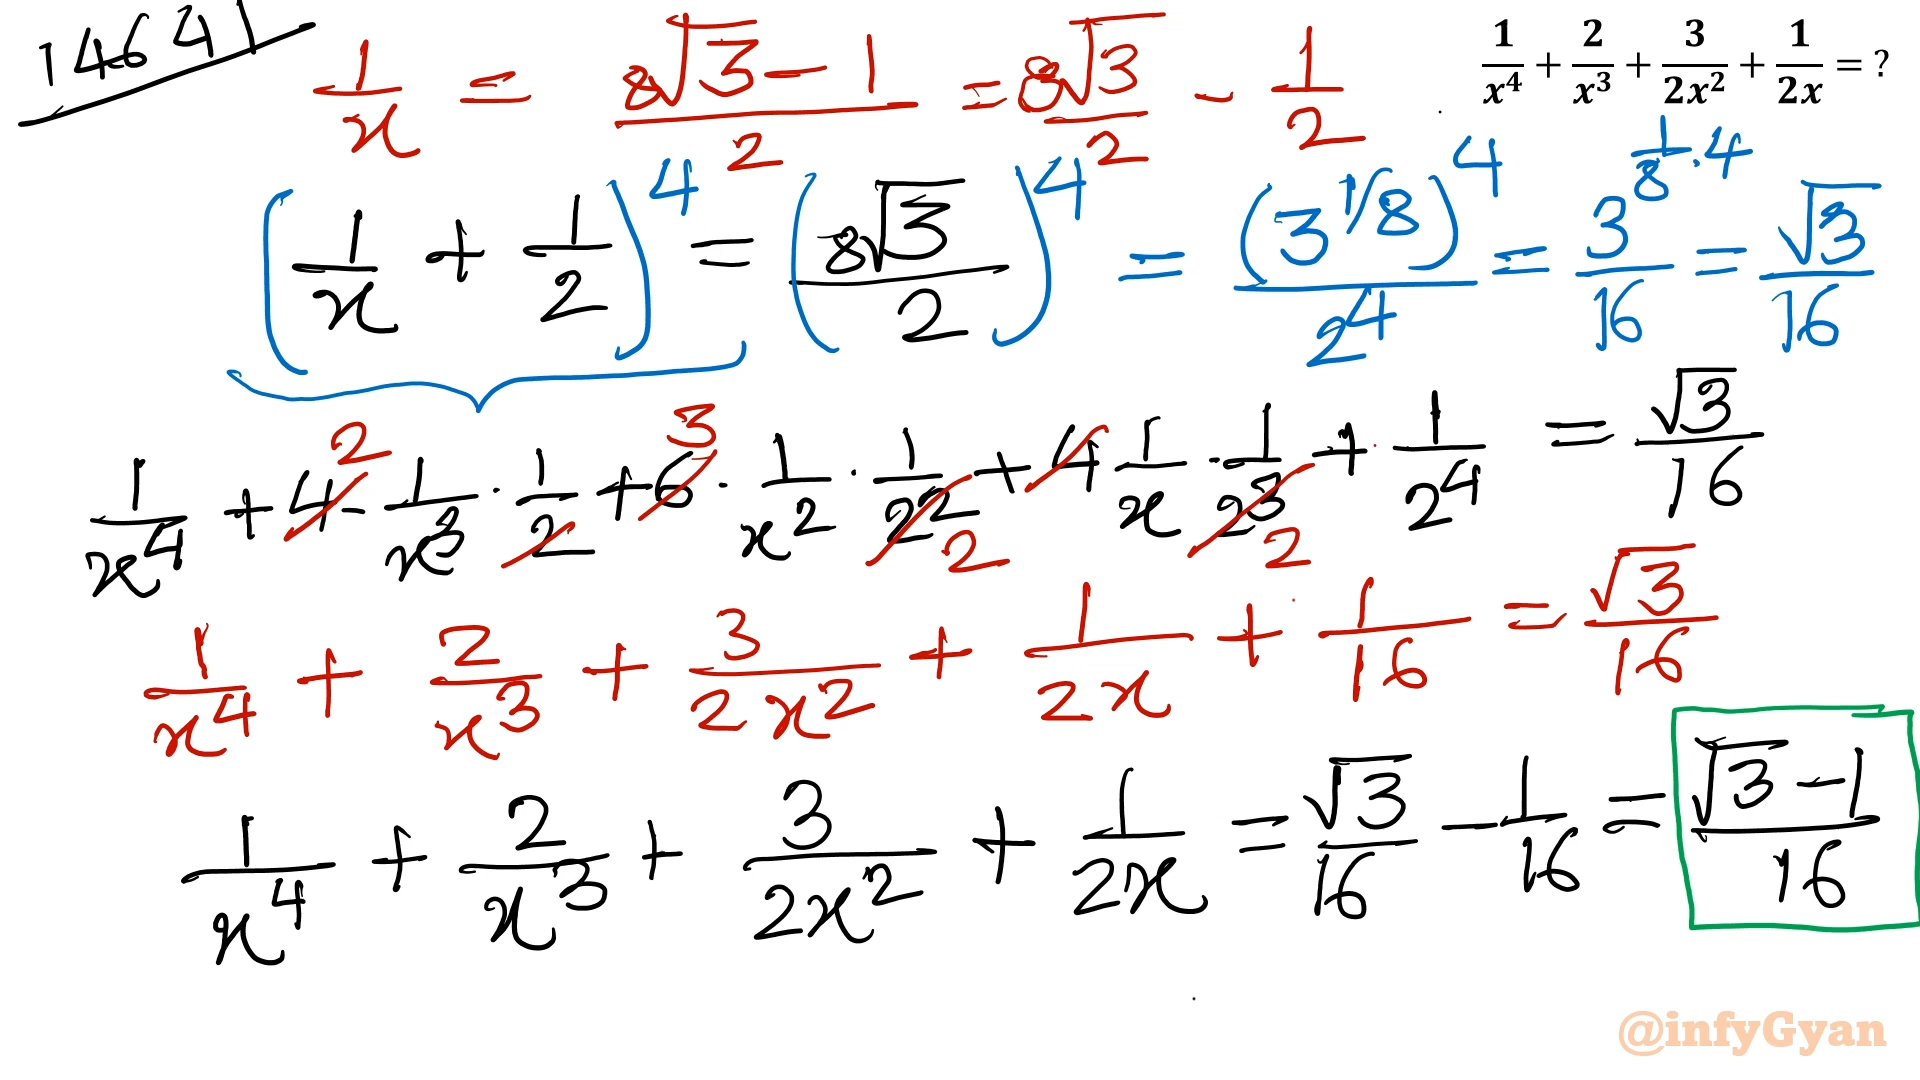 14641
1/x = (⁸√3 − 1)/2 = ⁸√3/2 − 1/2
1/x⁴ + 2/x³ + 3/2x² + 1/2x = ?
(1/x + 1/2)⁴ = (⁸√3/2)⁴ = (3^1/8)⁴/2⁴ = 3^(1/8·4)/16 = √3/16
1/x⁴ + 4 · 1/x³ · 1/2 + 6 · 1/x² · 1/2² + 4 1/x · 1/2³ + 1/2⁴ = √3/16
2 3 2 2
1/x⁴ + 2/x³ + 3/2x² + 1/2x + 1/16 = √3/16
1/x⁴ + 2/x³ + 3/2x² + 1/2x = √3/16 − 1/16 = (√3 − 1)/16
@infyGyan